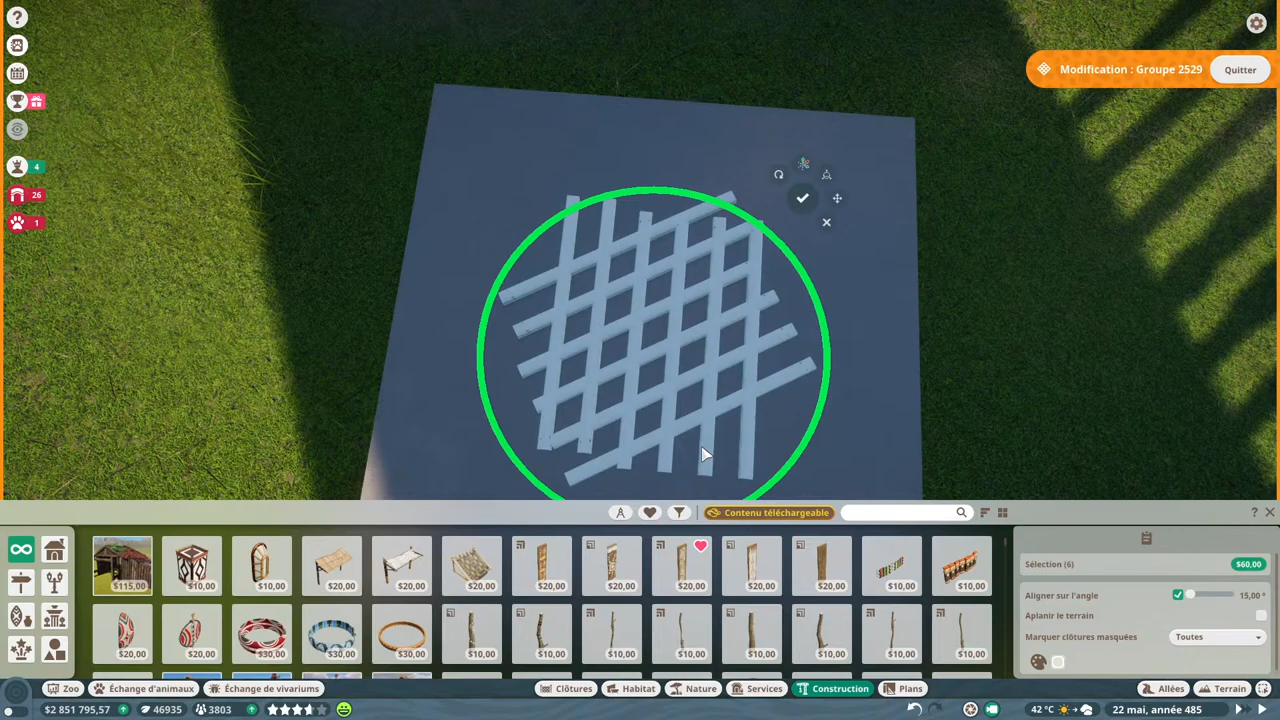 ?
Modification : Groupe 2529
Quitter
4
26
1
Contenu téléchargeable
?
$115,00
$10,00
$10,00
$20,00
$20,00
$20,00
$20,00
$20,00
$20,00
$20,00
$20,00
$10,00
$10,00
$20,00
$20,00
$30,00
$30,00
$20,00
$10,00
$10,00
$10,00
$10,00
$10,00
$10,00
$10,00
$10,00
Sélection (6)
$60,00
Aligner sur l'angle
15,00 °
Aplanir le terrain
Marquer clôtures masquées
Toutes
Zoo
Échange d'animaux
Échange de vivariums
Clôtures
Habitat
Nature
Services
Construction
Plans
Allées
Terrain
$2 851 795,57
46935
3803
42 °C
22 mai, année 485